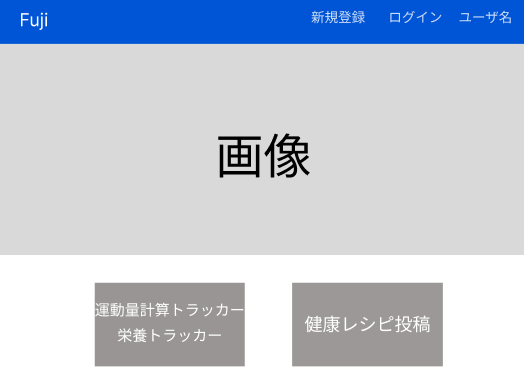 Fuji
新規登録 ログイン ユーザ名
画像
運動量計算トラッカー
栄養トラッカー
健康レシピ投稿